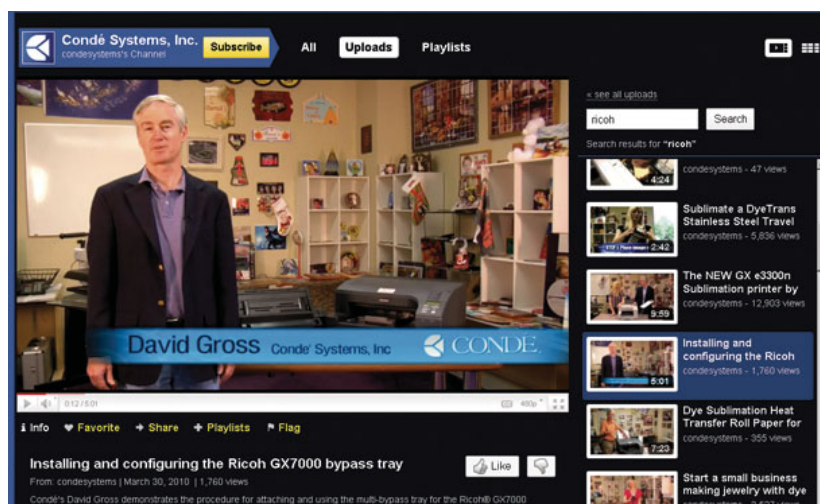 Condé Systems, Inc.
condesystems's Channel
Subscribe
All
Uploads
Playlists
David Gross Conde' Systems, Inc
CONDE
0:12 / 5:01
480p
Info
Favorite
Share
Playlists
Flag
Installing and configuring the Ricoh GX7000 bypass tray
From: condesystems | March 30, 2010 | 1,760 views
Like
Condé's David Gross demonstrates the procedure for attaching and using the multi-bypass tray for the Ricoh® GX7000
« see all uploads
ricoh
Search
Search results for "ricoh"
4:24
condesystems - 47 views
2:42
Sublimate a DyeTrans
Stainless Steel Travel
condesystems - 5,836 views
9:59
The NEW GX e3300n
Sublimation printer by
condesystems - 12,903 views
5:01
Installing and
configuring the Ricoh
condesystems - 1,760 views
7:23
Dye Sublimation Heat
Transfer Roll Paper for
condesystems - 355 views
Start a small business
making jewelry with dye